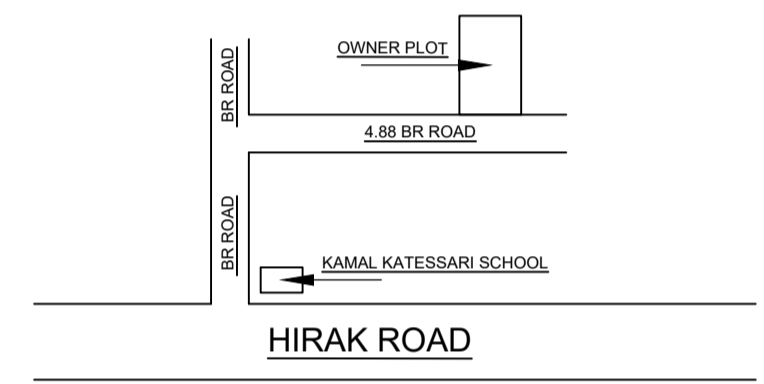 OWNER PLOT
BR ROAD
4.88 BR ROAD
BR ROAD
KAMAL KATESSARI SCHOOL
HIRAK ROAD